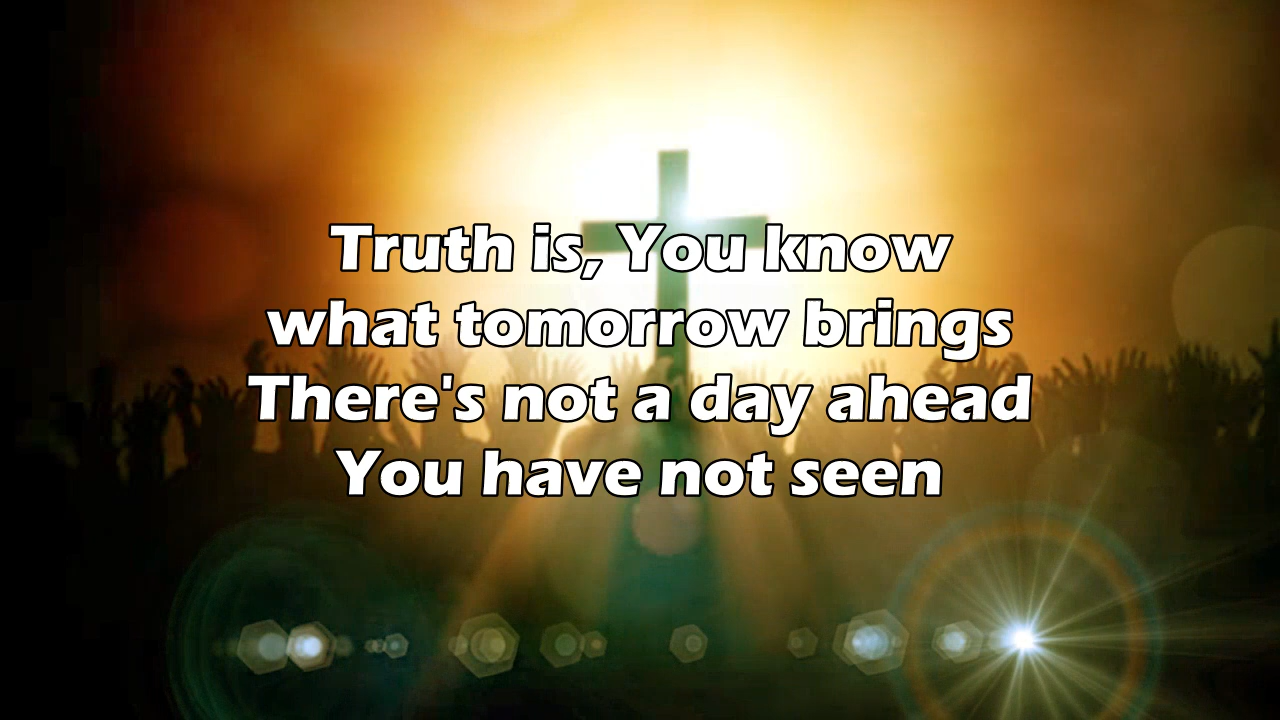 Truth is, You know
what tomorrow brings
There's not a day ahead
You have not seen